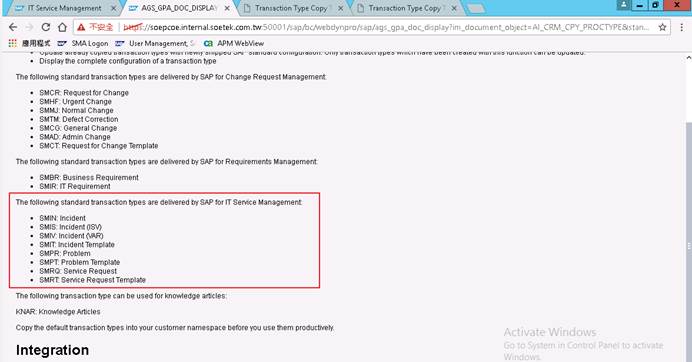 IT Service Management
AGS_GPA_DOC_DISPLAY
Transaction Type Copy T
Transaction Type Copy T
不安全 https://soepcoe.internal.soetek.com.tw:50001/sap/bc/webdynpro/sap/ags_gpa_doc_display?im_document_object=AI_CRM_CPY_PROCTYPE&stan...
應用程式 SMA Logon User Management, S. APM WebView
Update already copied transaction types with newly shipped SAP standard configuration. Only transaction types which have been created with this function can be updated.
Display the complete configuration of a transaction type
The following standard transaction types are delivered by SAP for Change Request Management:
SMCR: Request for Change
SMHF: Urgent Change
SMMJ: Normal Change
SMTM: Defect Correction
SMCG: General Change
SMAD: Admin Change
SMCT: Request for Change Template
The following standard transaction types are delivered by SAP for Requirements Management:
SMBR: Business Requirement
SMIR: IT Requirement
The following standard transaction types are delivered by SAP for IT Service Management:
SMIN: Incident
SMIS: Incident (ISV)
SMIV: Incident (VAR)
SMIT: Incident Template
SMPR: Problem
SMPT: Problem Template
SMRQ: Service Request
SMRT: Service Request Template
The following transaction type can be used for knowledge articles:
KNAR: Knowledge Articles
Copy the default transaction types into your customer namespace before you use them productively.
Integration
Activate Windows
Go to System in Control Panel to activate
Windows.